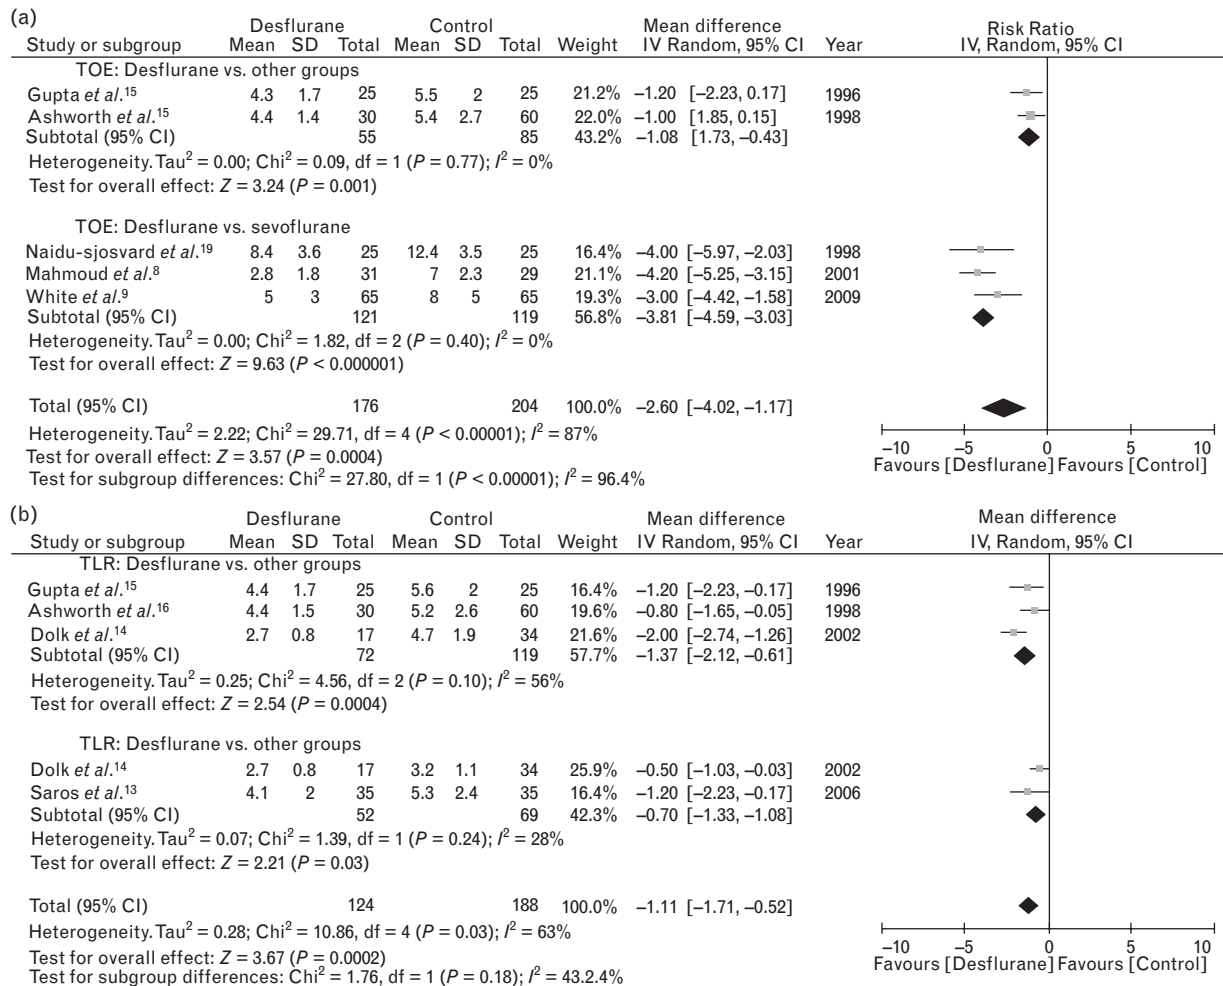 (a)
Desflurane Control Mean difference Risk Ratio
Study or subgroup Mean SD Total Mean SD Total Weight IV Random, 95% CI Year IV, Random, 95% CI
TOE: Desflurane vs. other groups
Gupta et al.15 4.3 1.7 25 5.5 2 25 21.2% −1.20 [−2.23, 0.17] 1996
Ashworth et al.15 4.4 1.4 30 5.4 2.7 60 22.0% −1.00 [1.85, 0.15] 1998
Subtotal (95% CI) 55 85 43.2% −1.08 [1.73, −0.43]
Heterogeneity. Tau2 = 0.00; Chi2 = 0.09, df = 1 (P = 0.77); I2 = 0%
Test for overall effect: Z = 3.24 (P = 0.001)
TOE: Desflurane vs. sevoflurane
Naidu-sjosvard et al.19 8.4 3.6 25 12.4 3.5 25 16.4% −4.00 [−5.97, −2.03] 1998
Mahmoud et al.8 2.8 1.8 31 7 2.3 29 21.1% −4.20 [−5.25, −3.15] 2001
White et al.9 5 3 65 8 5 65 19.3% −3.00 [−4.42, −1.58] 2009
Subtotal (95% CI) 121 119 56.8% −3.81 [−4.59, −3.03]
Heterogeneity. Tau2 = 0.00; Chi2 = 1.82, df = 2 (P = 0.40); I2 = 0%
Test for overall effect: Z = 9.63 (P < 0.000001)
Total (95% CI) 176 204 100.0% −2.60 [−4.02, −1.17]
Heterogeneity. Tau2 = 2.22; Chi2 = 29.71, df = 4 (P < 0.00001); I2 = 87%
Test for overall effect: Z = 3.57 (P = 0.0004)
Test for subgroup differences: Chi2 = 27.80, df = 1 (P < 0.00001); I2 = 96.4%
−10 −5 0 5 10
Favours [Desflurane] Favours [Control]
(b)
Desflurane Control Mean difference Mean difference
Study or subgroup Mean SD Total Mean SD Total Weight IV Random, 95% CI Year IV, Random, 95% CI
TLR: Desflurane vs. other groups
Gupta et al.15 4.4 1.7 25 5.6 2 25 16.4% −1.20 [−2.23, −0.17] 1996
Ashworth et al.16 4.4 1.5 30 5.2 2.6 60 19.6% −0.80 [−1.65, −0.05] 1998
Dolk et al.14 2.7 0.8 17 4.7 1.9 34 21.6% −2.00 [−2.74, −1.26] 2002
Subtotal (95% CI) 72 119 57.7% −1.37 [−2.12, −0.61]
Heterogeneity. Tau2 = 0.25; Chi2 = 4.56, df = 2 (P = 0.10); I2 = 56%
Test for overall effect: Z = 2.54 (P = 0.0004)
TLR: Desflurane vs. other groups
Dolk et al.14 2.7 0.8 17 3.2 1.1 34 25.9% −0.50 [−1.03, −0.03] 2002
Saros et al.13 4.1 2 35 5.3 2.4 35 16.4% −1.20 [−2.23, −0.17] 2006
Subtotal (95% CI) 52 69 42.3% −0.70 [−1.33, −1.08]
Heterogeneity. Tau2 = 0.07; Chi2 = 1.39, df = 1 (P = 0.24); I2 = 28%
Test for overall effect: Z = 2.21 (P = 0.03)
Total (95% CI) 124 188 100.0% −1.11 [−1.71, −0.52]
Heterogeneity. Tau2 = 0.28; Chi2 = 10.86, df = 4 (P = 0.03); I2 = 63%
Test for overall effect: Z = 3.67 (P = 0.0002)
Test for subgroup differences: Chi2 = 1.76, df = 1 (P = 0.18); I2 = 43.2.4%
−10 −5 0 5 10
Favours [Desflurane] Favours [Control]